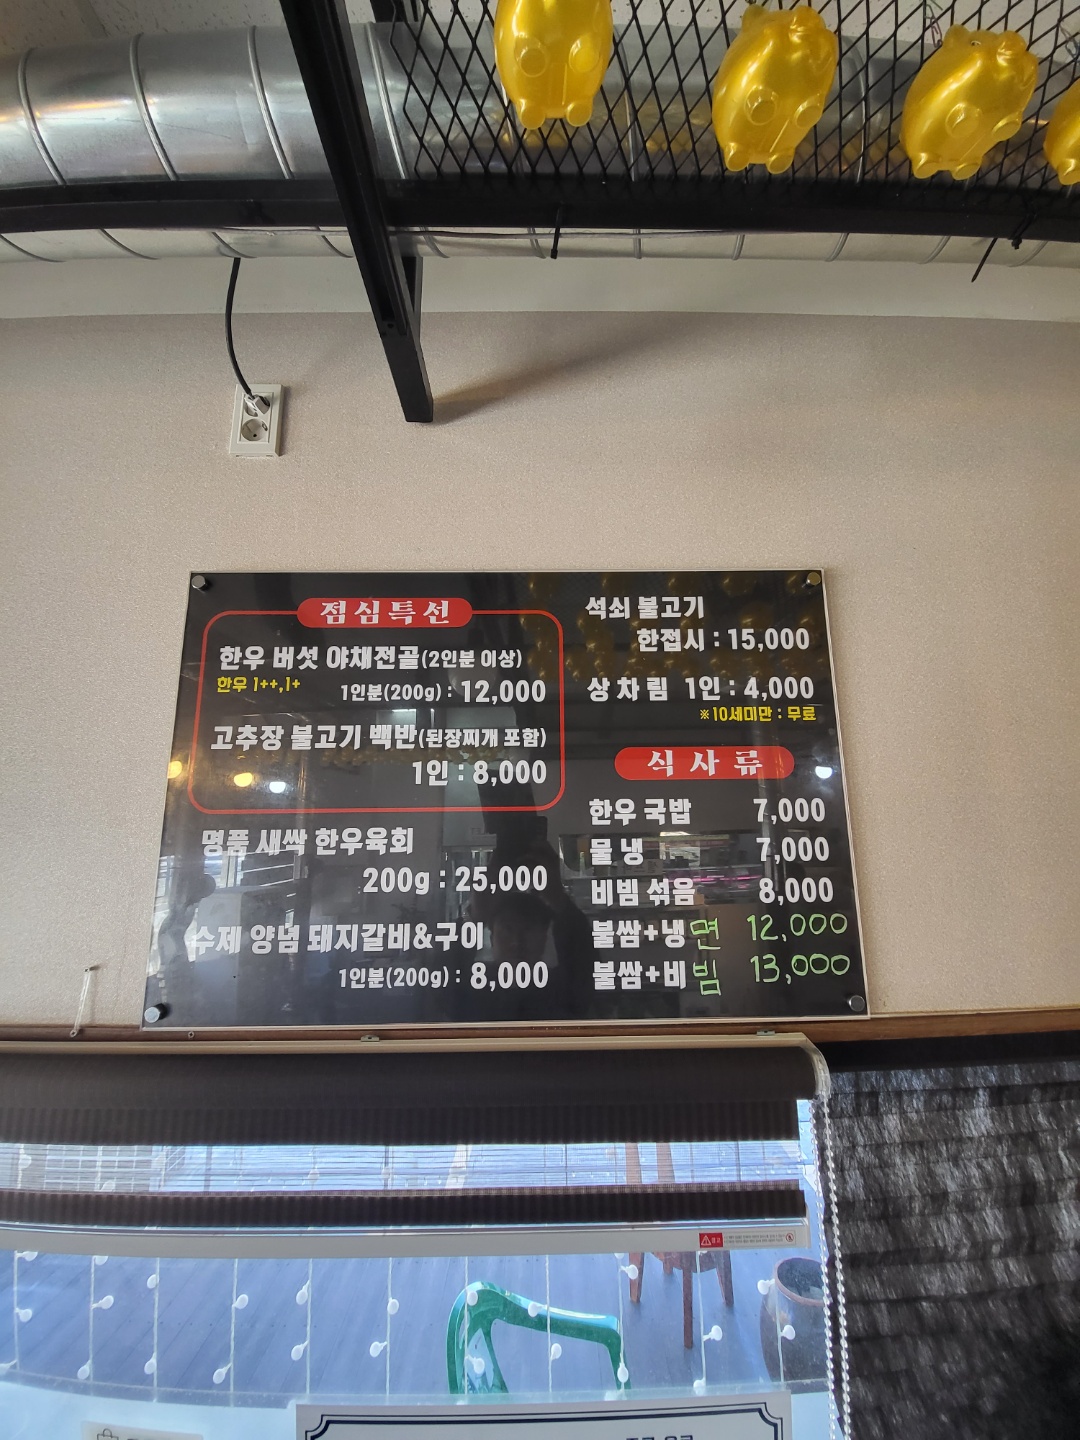 점심특선
한우 버섯 야채전골(2인분 이상)
한우 1++,1+ 1인분(200g) : 12,000
고추장 불고기 백반(된장찌개 포함)
1인 : 8,000
명품 새싹 한우육회
200g : 25,000
수제 양념 돼지갈비&구이
1인분(200g) : 8,000
석쇠 불고기
한접시 : 15,000
상차림 1인 : 4,000
※10세미만 : 무료
식사류
한우 국밥 7,000
물냉 7,000
비빔 섞음 8,000
불쌈+냉면 12,000
불쌈+비빔 13,000